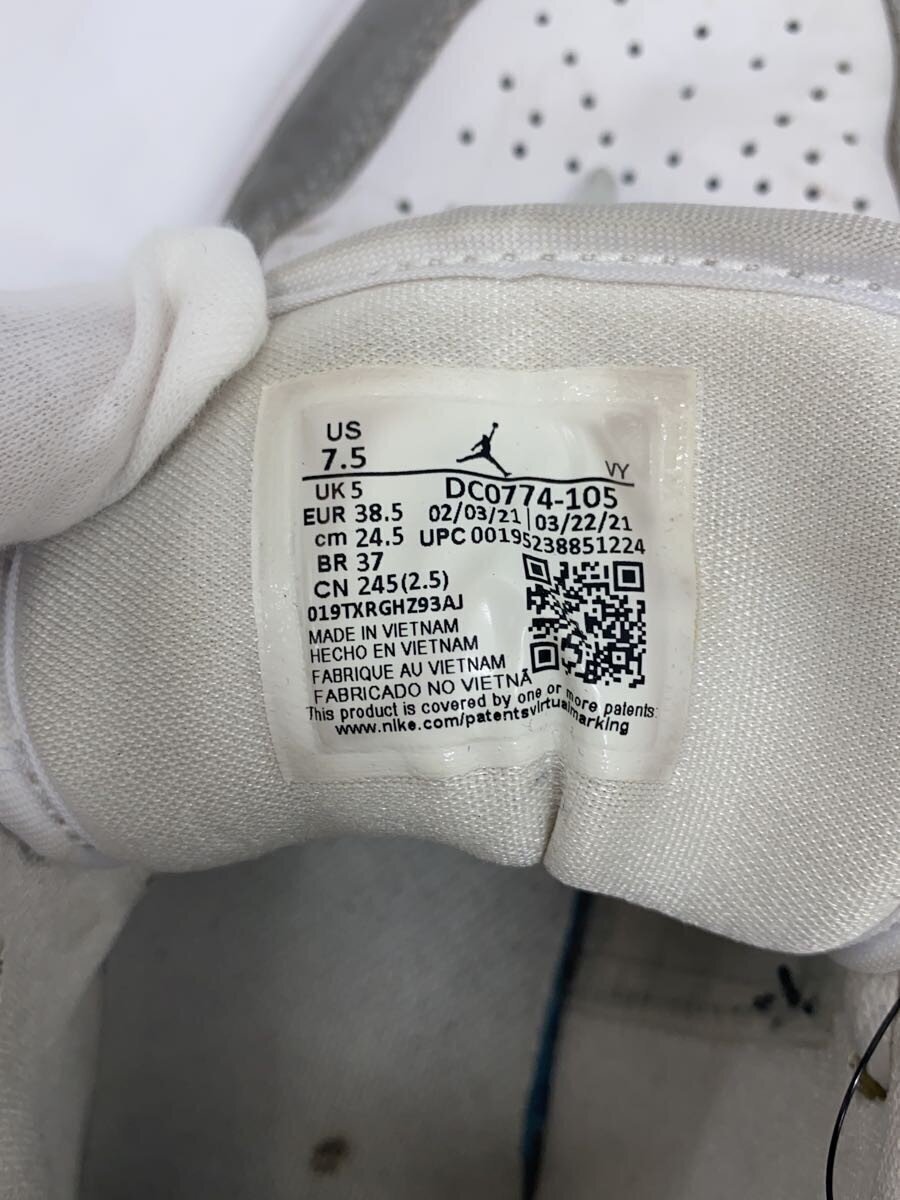 US
7.5
VY
UK 5
DC0774-105
EUR 38.5
02/03/21 | 03/22/21
cm 24.5
UPC 00195238851224
BR 37
CN 245(2.5)
019TXRGHZ93AJ
MADE IN VIETNAM
HECHO EN VIETNAM
FABRIQUE AU VIETNAM
FABRICADO NO VIETNÃ
This product is covered by one or more patents:
www.nike.com/patentsvirtualmarking